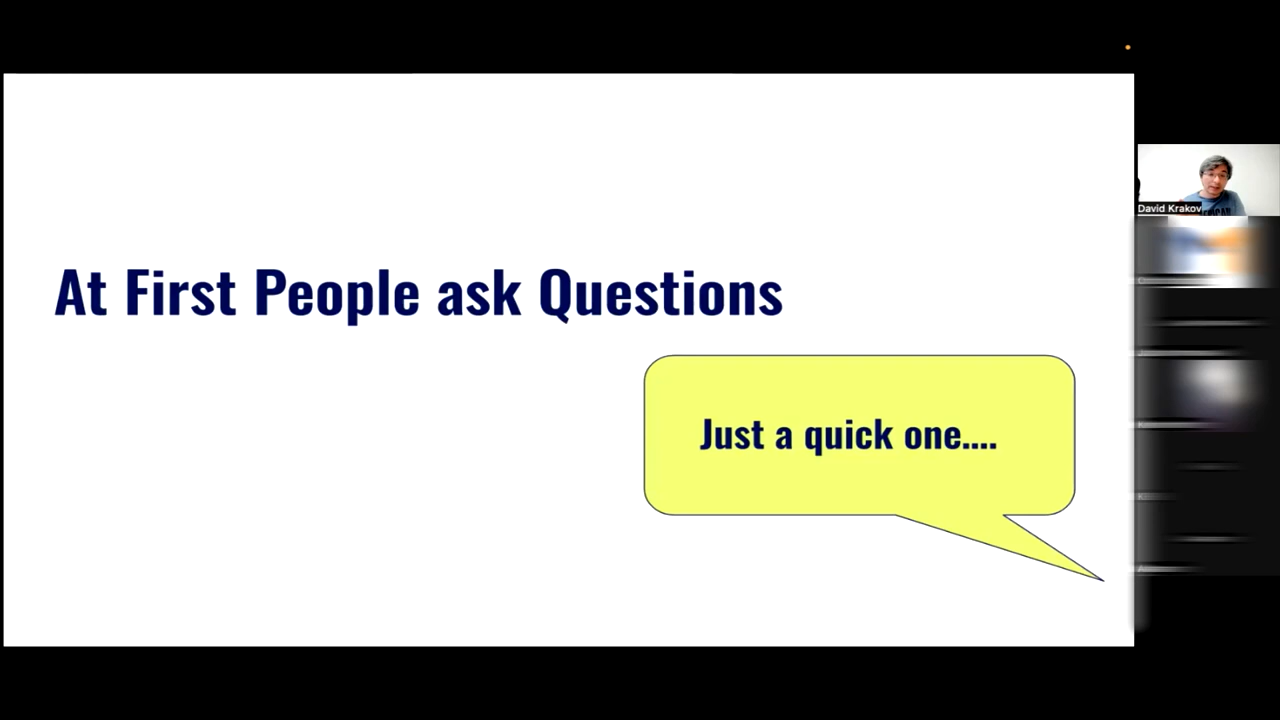 At First People ask Questions
Just a quick one....
David Krakov